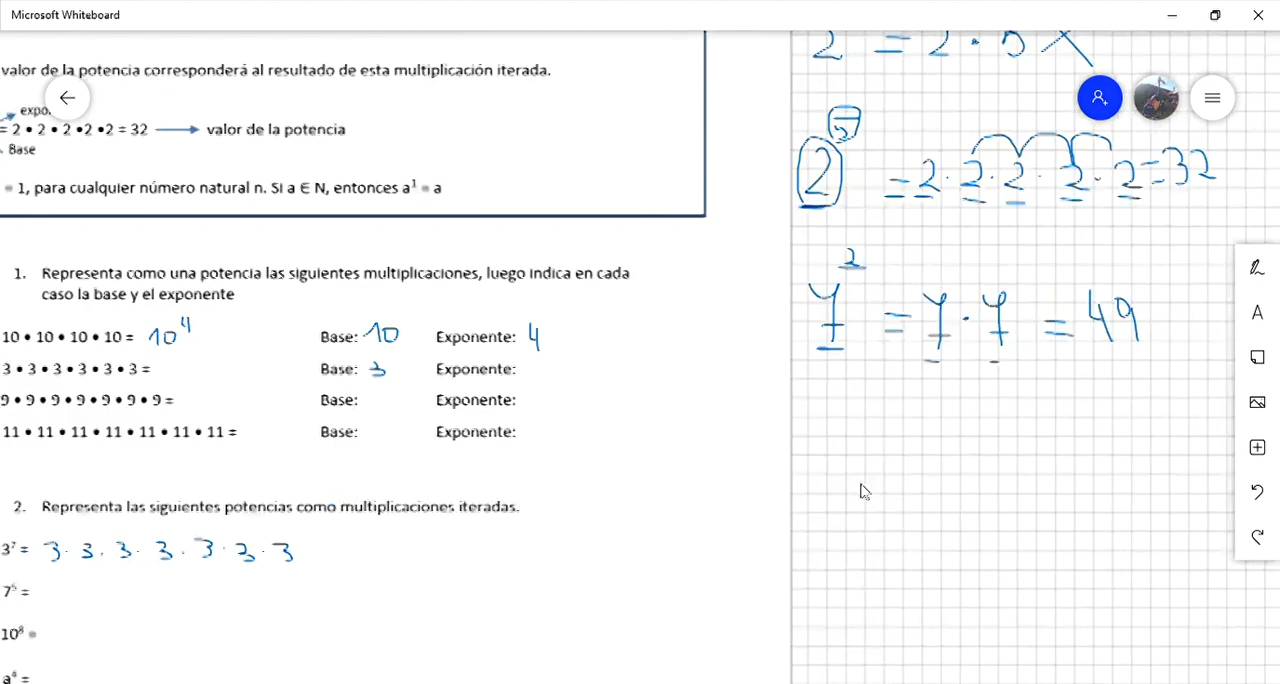 Microsoft Whiteboard
valor de la potencia corresponderá al resultado de esta multiplicación iterada.
expo.
= 2 • 2 • 2 •2 •2 = 32 valor de la potencia
Base
= 1, para cualquier número natural n. Si a ∈ N, entonces a¹ = a
1. Representa como una potencia las siguientes multiplicaciones, luego indica en cada
caso la base y el exponente
10 • 10 • 10 • 10 = 10⁴ Base: 10 Exponente: 4
3 • 3 • 3 • 3 • 3 • 3 = Base: 3 Exponente:
9 • 9 • 9 • 9 • 9 • 9 • 9 = Base: Exponente:
11 • 11 • 11 • 11 • 11 • 11 • 11 = Base: Exponente:
2. Representa las siguientes potencias como multiplicaciones iteradas.
3⁷ = 3 · 3 · 3 · 3 · 3 · 3 · 3
7⁵ =
10⁸ =
a⁴ =
2 = 2 · 5
2⁵ = 2 · 2 · 2 · 2 · 2 = 32
7² = 7 · 7 = 49